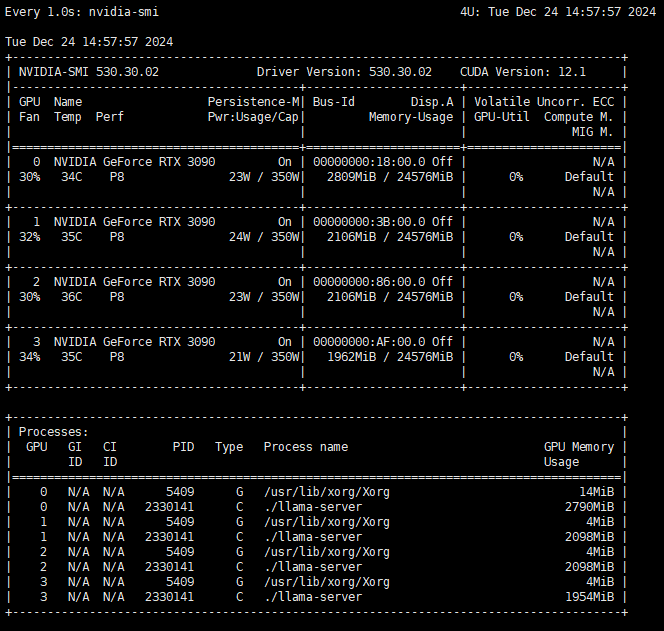 Every 1.0s: nvidia-smi                                           4U: Tue Dec 24 14:57:57 2024

Tue Dec 24 14:57:57 2024
+---------------------------------------------------------------------------------------+
| NVIDIA-SMI 530.30.02              Driver Version: 530.30.02    CUDA Version: 12.1     |
|-----------------------------------------+----------------------+----------------------+
| GPU  Name                  Persistence-M| Bus-Id        Disp.A | Volatile Uncorr. ECC |
| Fan  Temp  Perf            Pwr:Usage/Cap|         Memory-Usage | GPU-Util  Compute M. |
|                                         |                      |               MIG M. |
|=========================================+======================+======================|
|   0  NVIDIA GeForce RTX 3090         On | 00000000:18:00.0 Off |                  N/A |
| 30%   34C    P8               23W / 350W|   2809MiB / 24576MiB |      0%      Default |
|                                         |                      |                  N/A |
+-----------------------------------------+----------------------+----------------------+
|   1  NVIDIA GeForce RTX 3090         On | 00000000:3B:00.0 Off |                  N/A |
| 32%   35C    P8               24W / 350W|   2106MiB / 24576MiB |      0%      Default |
|                                         |                      |                  N/A |
+-----------------------------------------+----------------------+----------------------+
|   2  NVIDIA GeForce RTX 3090         On | 00000000:86:00.0 Off |                  N/A |
| 30%   36C    P8               23W / 350W|   2106MiB / 24576MiB |      0%      Default |
|                                         |                      |                  N/A |
+-----------------------------------------+----------------------+----------------------+
|   3  NVIDIA GeForce RTX 3090         On | 00000000:AF:00.0 Off |                  N/A |
| 34%   35C    P8               21W / 350W|   1962MiB / 24576MiB |      0%      Default |
|                                         |                      |                  N/A |
+-----------------------------------------+----------------------+----------------------+

+---------------------------------------------------------------------------------------+
| Processes:                                                                            |
|  GPU   GI   CI        PID   Type   Process name                            GPU Memory |
|        ID   ID                                                             Usage      |
|=======================================================================================|
|    0   N/A  N/A      5409      G   /usr/lib/xorg/Xorg                           14MiB |
|    0   N/A  N/A   2330141      C   ./llama-server                             2790MiB |
|    1   N/A  N/A      5409      G   /usr/lib/xorg/Xorg                            4MiB |
|    1   N/A  N/A   2330141      C   ./llama-server                             2098MiB |
|    2   N/A  N/A      5409      G   /usr/lib/xorg/Xorg                            4MiB |
|    2   N/A  N/A   2330141      C   ./llama-server                             2098MiB |
|    3   N/A  N/A      5409      G   /usr/lib/xorg/Xorg                            4MiB |
|    3   N/A  N/A   2330141      C   ./llama-server                             1954MiB |
+---------------------------------------------------------------------------------------+